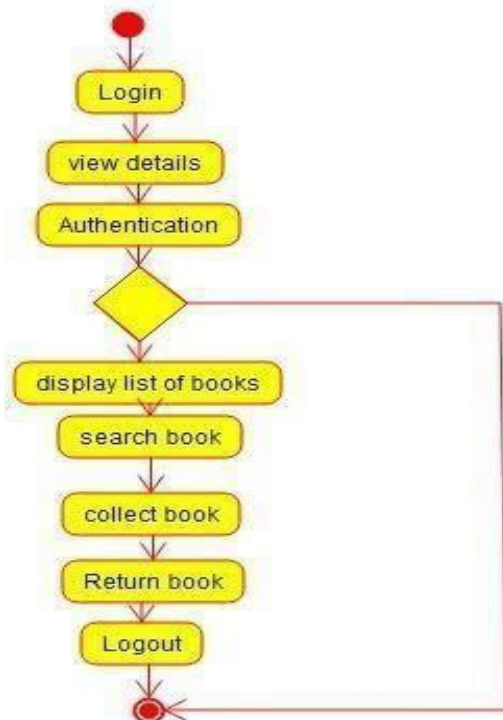 Login
view details
Authentication
display list of books
search book
collect book
Return book
Logout